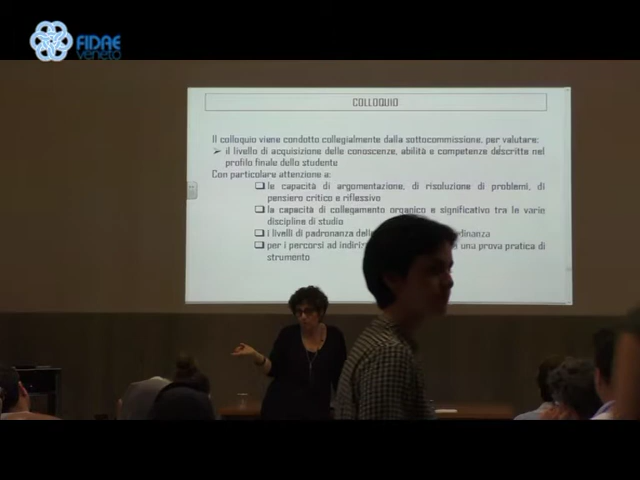 FIDAE
veneto
COLLOQUIO
Il colloquio viene condotto collegialmente dalla sottocommissione, per valutare:
➢ il livello di acquisizione delle conoscenze, abilità e competenze descritte nel
profilo finale dello studente
Con particolare attenzione a:
❑ le capacità di argomentazione, di risoluzione di problemi, di
pensiero critico e riflessivo
❑ la capacità di collegamento organico e significativo tra le varie
discipline di studio
❑ i livelli di padronanza
❑ per i percorsi ad una prova pratica di
strumento